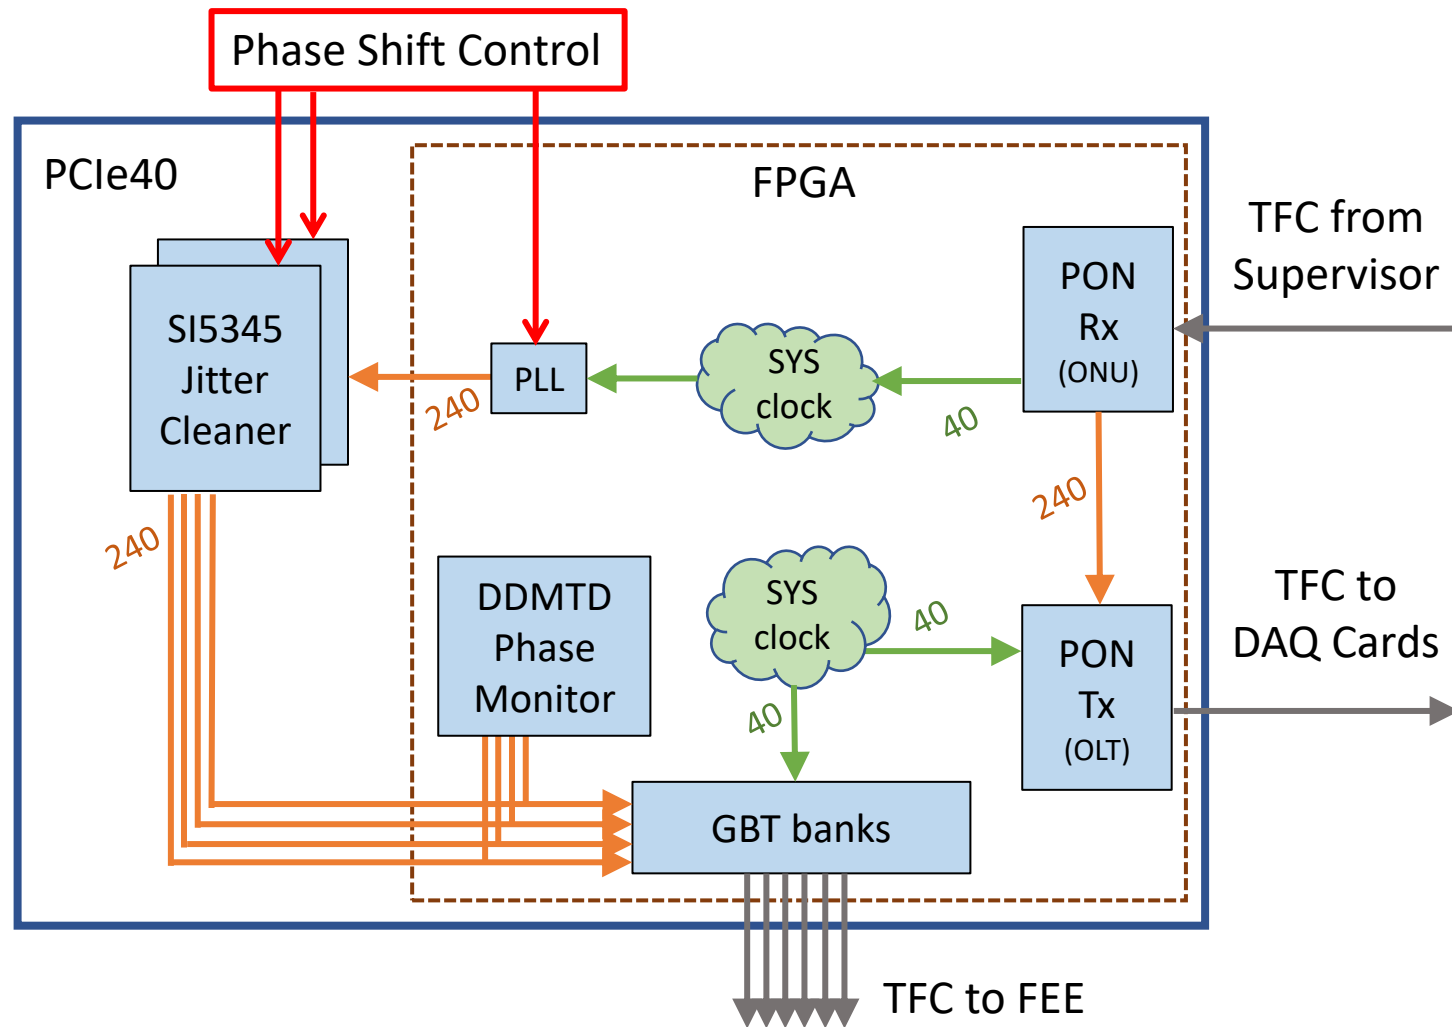 Phase Shift Control
PCIe40
FPGA
TFC from
Supervisor
PON
Rx
(ONU)
SI5345
Jitter
Cleaner
PLL
SYS
clock
240
40
240
240
DDMTD
Phase
Monitor
SYS
clock
40
40
PON
Tx
(OLT)
TFC to
DAQ Cards
GBT banks
TFC to FEE